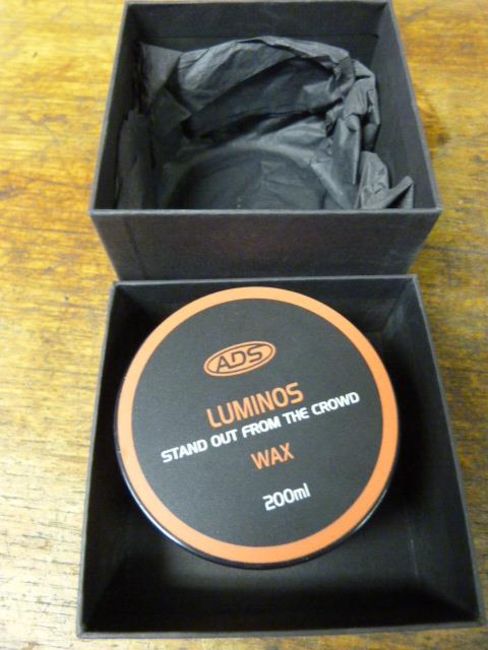 ADS
LUMINOS
STAND OUT FROM THE CROWD
WAX
200ml